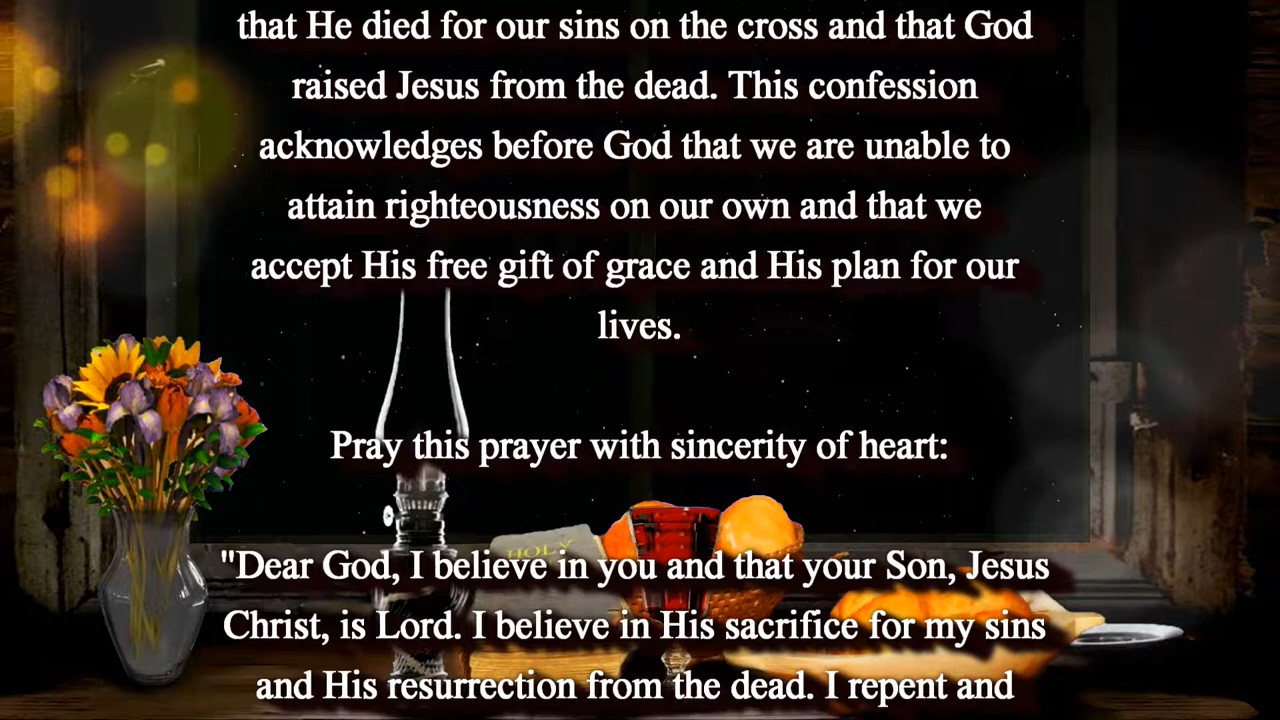 that He died for our sins on the cross and that God
raised Jesus from the dead. This confession
acknowledges before God that we are unable to
attain righteousness on our own and that we
accept His free gift of grace and His plan for our
lives.
Pray this prayer with sincerity of heart:
HOLY
"Dear God, I believe in you and that your Son, Jesus
Christ, is Lord. I believe in His sacrifice for my sins
and His resurrection from the dead. I repent and